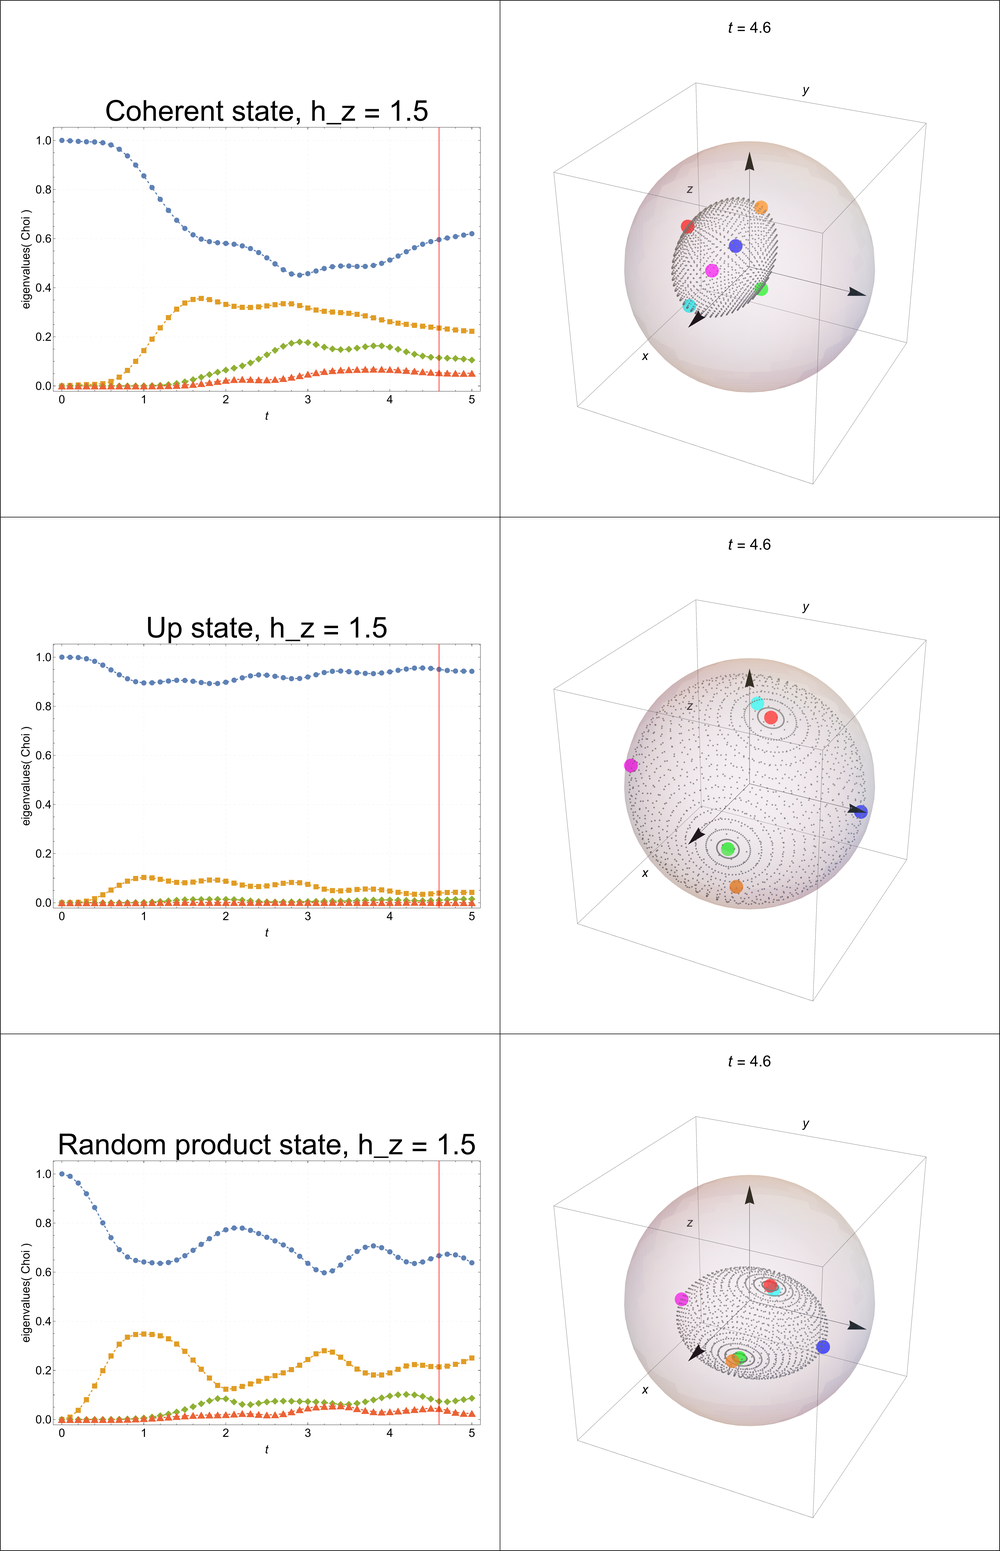 t = 4.6
y
Coherent state, h_z = 1.5
1.0
0.8
0.6
0.4
0.2
0.0
eigenvalues( Choi )
0 1 2 3 4 5
t
z
x
t = 4.6
y
Up state, h_z = 1.5
1.0
0.8
0.6
0.4
0.2
0.0
eigenvalues( Choi )
0 1 2 3 4 5
t
z
x
t = 4.6
y
Random product state, h_z = 1.5
1.0
0.8
0.6
0.4
0.2
0.0
eigenvalues( Choi )
0 1 2 3 4 5
t
z
x